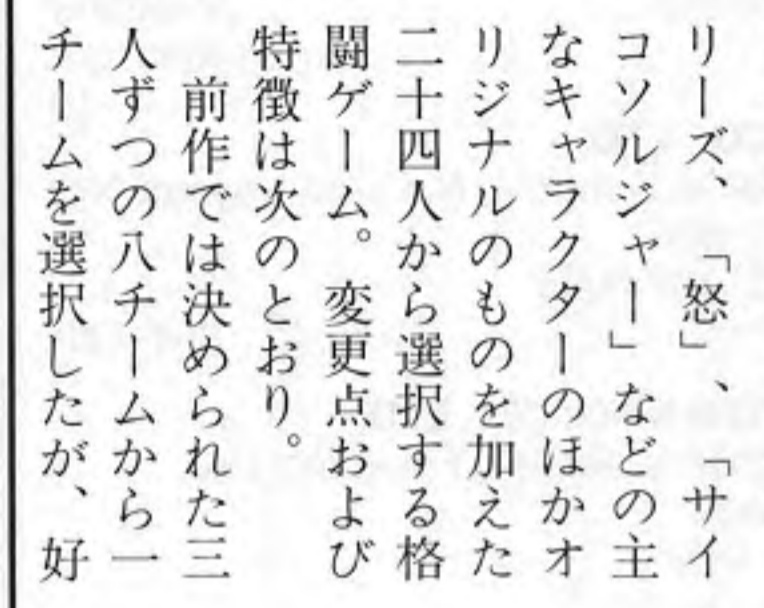 リーズ、「怒」、「サイ
コソルジャー」などの主
なキャラクターのほかオ
リジナルのものを加えた
二十四人から選択する格
闘ゲーム。変更点および
特徴は次のとおり。
　前作では決められた三
人ずつの八チームから一
チームを選択したが、好